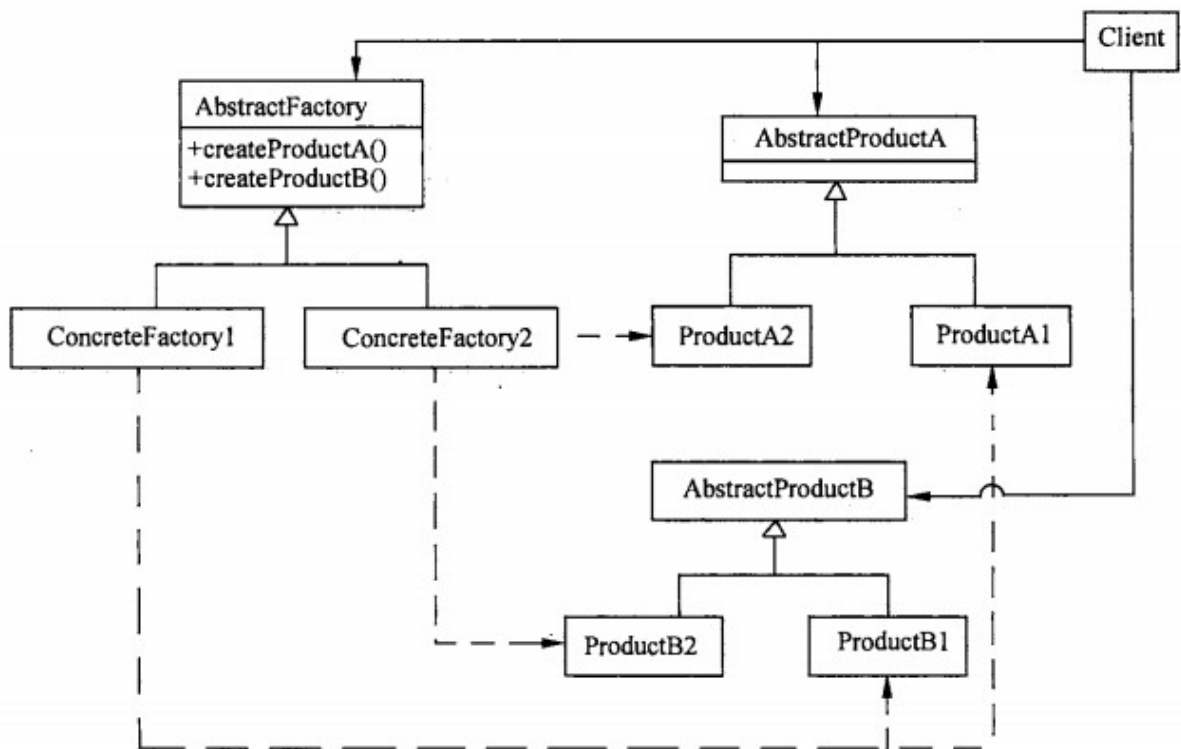 Client
AbstractFactory
+createProductA()
+createProductB()
AbstractProductA
ConcreteFactory1
ConcreteFactory2
ProductA2
ProductA1
AbstractProductB
ProductB2
ProductB1